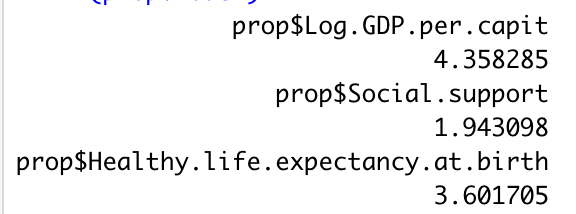 prop$Log.GDP.per.capit
4.358285
prop$Social.support
1.943098
prop$Healthy.life.expectancy.at.birth
3.601705